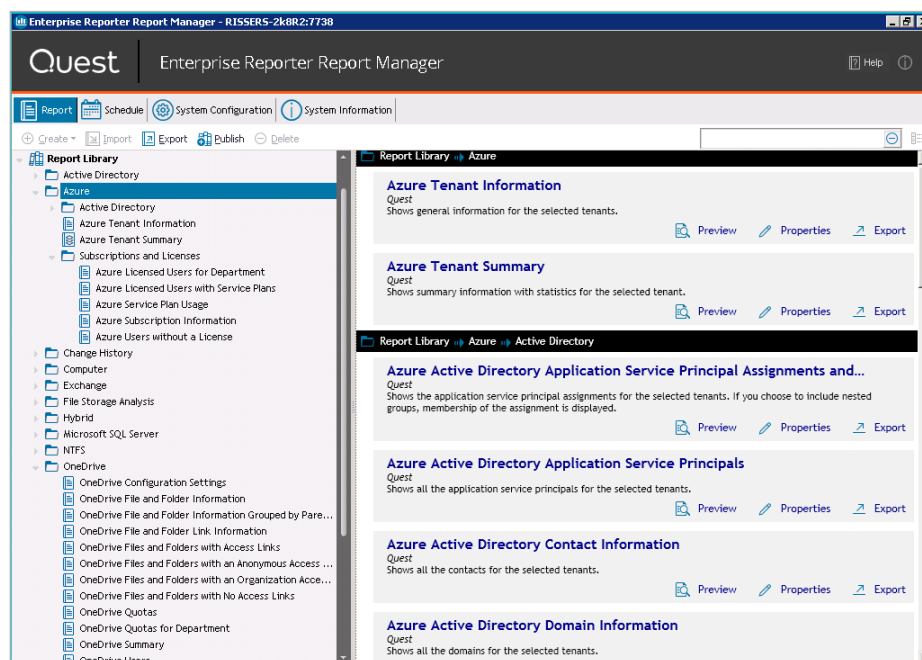 Enterprise Reporter Report Manager - RISSERS-2k8R2:7738
Quest Enterprise Reporter Report Manager
Help
Report Schedule System Configuration System Information
Create Import Export Publish Delete
Report Library
Active Directory
Azure
Active Directory
Azure Tenant Information
Azure Tenant Summary
Subscriptions and Licenses
Azure Licensed Users for Department
Azure Licensed Users with Service Plans
Azure Service Plan Usage
Azure Subscription Information
Azure Users without a License
Change History
Computer
Exchange
File Storage Analysis
Hybrid
Microsoft SQL Server
NTFS
OneDrive
OneDrive Configuration Settings
OneDrive File and Folder Information
OneDrive File and Folder Information Grouped by Pare...
OneDrive File and Folder Link Information
OneDrive Files and Folders with Access Links
OneDrive Files and Folders with an Anonymous Access ...
OneDrive Files and Folders with an Organization Acce...
OneDrive Files and Folders with No Access Links
OneDrive Quotas
OneDrive Quotas for Department
OneDrive Summary
OneDrive Users
Report Library Azure
Azure Tenant Information
Quest
Shows general information for the selected tenants.
Preview Properties Export
Azure Tenant Summary
Quest
Shows summary information with statistics for the selected tenant.
Preview Properties Export
Report Library Azure Active Directory
Azure Active Directory Application Service Principal Assignments and...
Quest
Shows the application service principal assignments for the selected tenants. If you choose to include nested
groups, membership of the assignment is displayed.
Preview Properties Export
Azure Active Directory Application Service Principals
Quest
Shows all the application service principals for the selected tenants.
Preview Properties Export
Azure Active Directory Contact Information
Quest
Shows all the contacts for the selected tenants.
Preview Properties Export
Azure Active Directory Domain Information
Quest
Shows all the domains for the selected tenants.